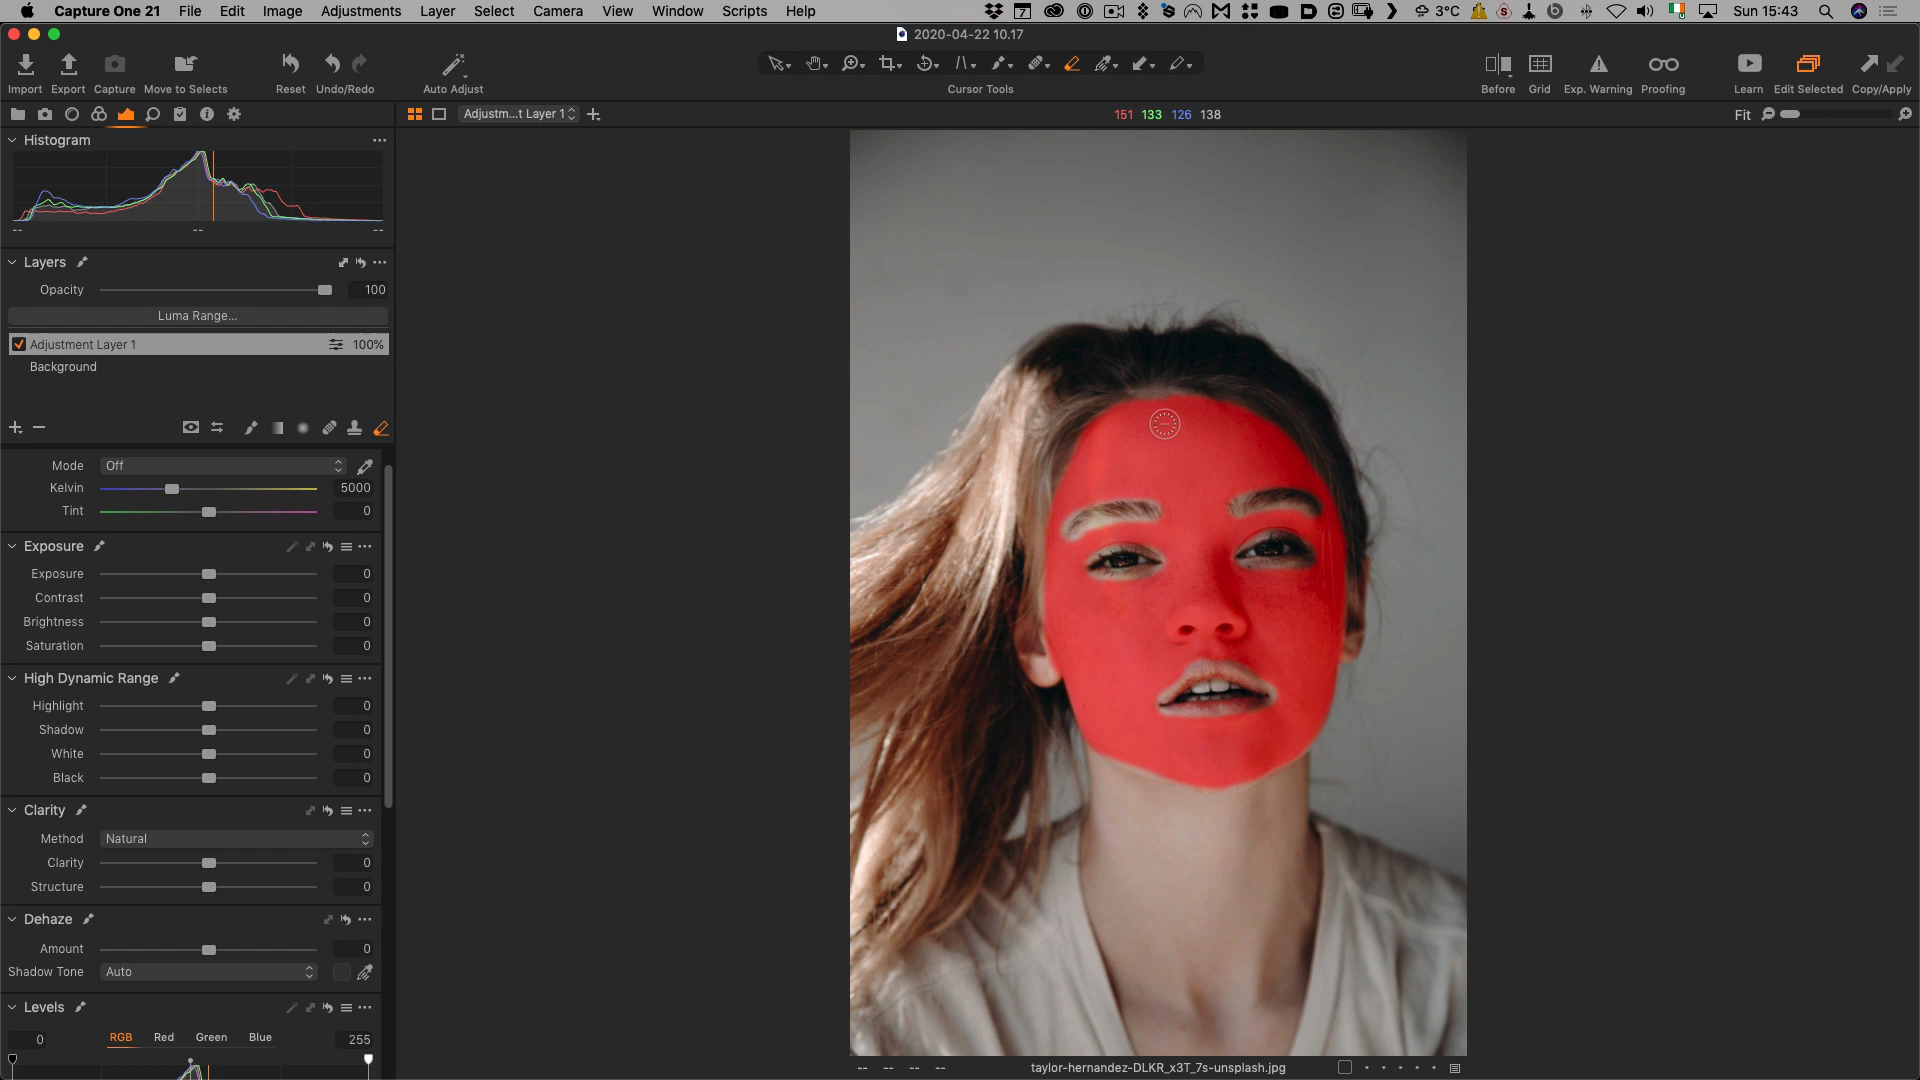 Capture One 21 File Edit Image Adjustments Layer Select Camera View Window Scripts Help
7 3°C Sun 15:43
2020-04-22 10.17
Import Export Capture Move to Selects Reset Undo/Redo Auto Adjust Cursor Tools Before Grid Exp. Warning Proofing Learn Edit Selected Copy/Apply
Adjustm...t Layer 1 151 133 126 138 Fit
Histogram
-- -- --
Layers
Opacity 100
Luma Range...
Adjustment Layer 1 100%
Background
Mode Off
Kelvin 5000
Tint 0
Exposure
Exposure 0
Contrast 0
Brightness 0
Saturation 0
High Dynamic Range
Highlight 0
Shadow 0
White 0
Black 0
Clarity
Method Natural
Clarity 0
Structure 0
Dehaze
Amount 0
Shadow Tone Auto
Levels
0 RGB Red Green Blue 255
-- -- -- -- taylor-hernandez-DLKR_x3T_7s-unsplash.jpg